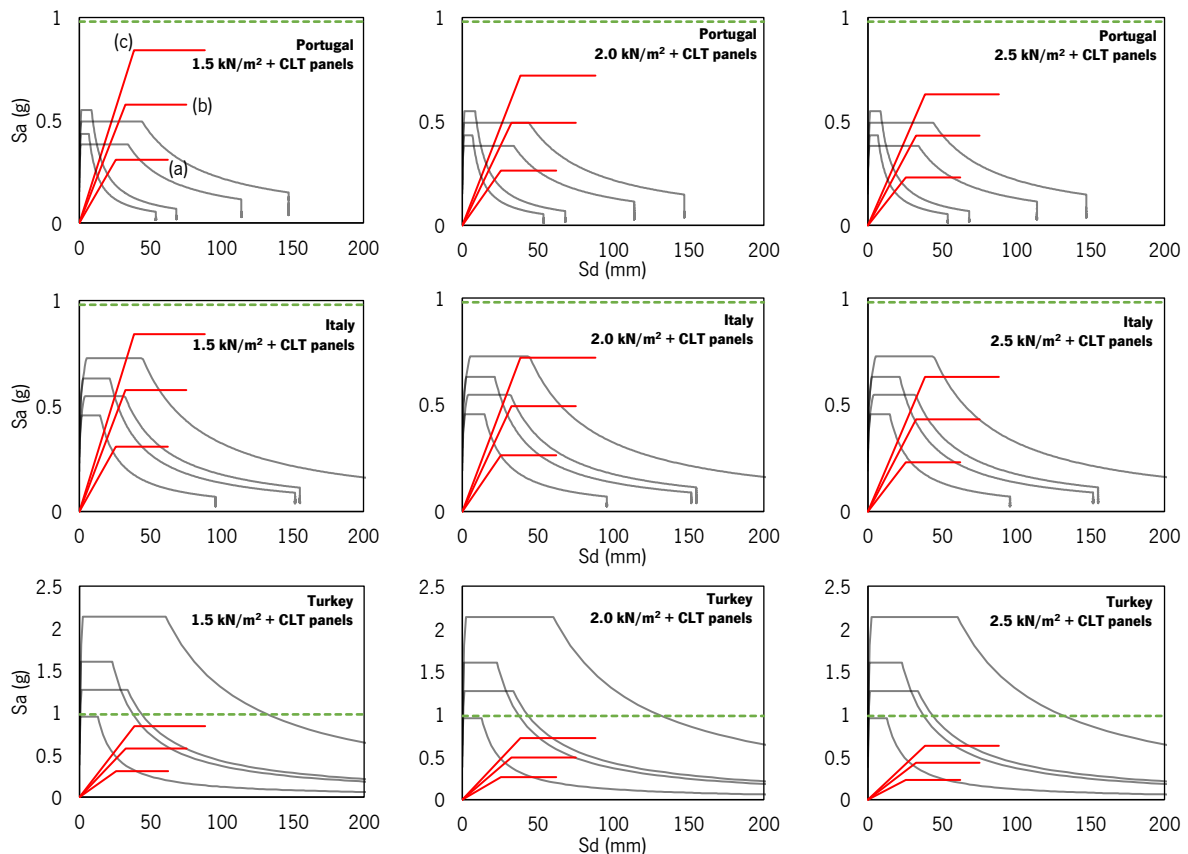 1
0.5
0
Sa (g)
(c)
(b)
(a)
Portugal
1.5 kN/m² + CLT panels
0 50 100 150 200
1
0.5
0
Portugal
2.0 kN/m² + CLT panels
0 50 100 150 200
Sd (mm)
1
0.5
0
Portugal
2.5 kN/m² + CLT panels
0 50 100 150 200
1
0.5
0
Sa (g)
Italy
1.5 kN/m² + CLT panels
0 50 100 150 200
1
0.5
0
Italy
2.0 kN/m² + CLT panels
0 50 100 150 200
Sd (mm)
1
0.5
0
Italy
2.5 kN/m² + CLT panels
0 50 100 150 200
2.5
2
1.5
1
0.5
0
Sa (g)
Turkey
1.5 kN/m² + CLT panels
0 50 100 150 200
2.5
2
1.5
1
0.5
0
Turkey
2.0 kN/m² + CLT panels
0 50 100 150 200
Sd (mm)
2.5
2
1.5
1
0.5
0
Turkey
2.5 kN/m² + CLT panels
0 50 100 150 200